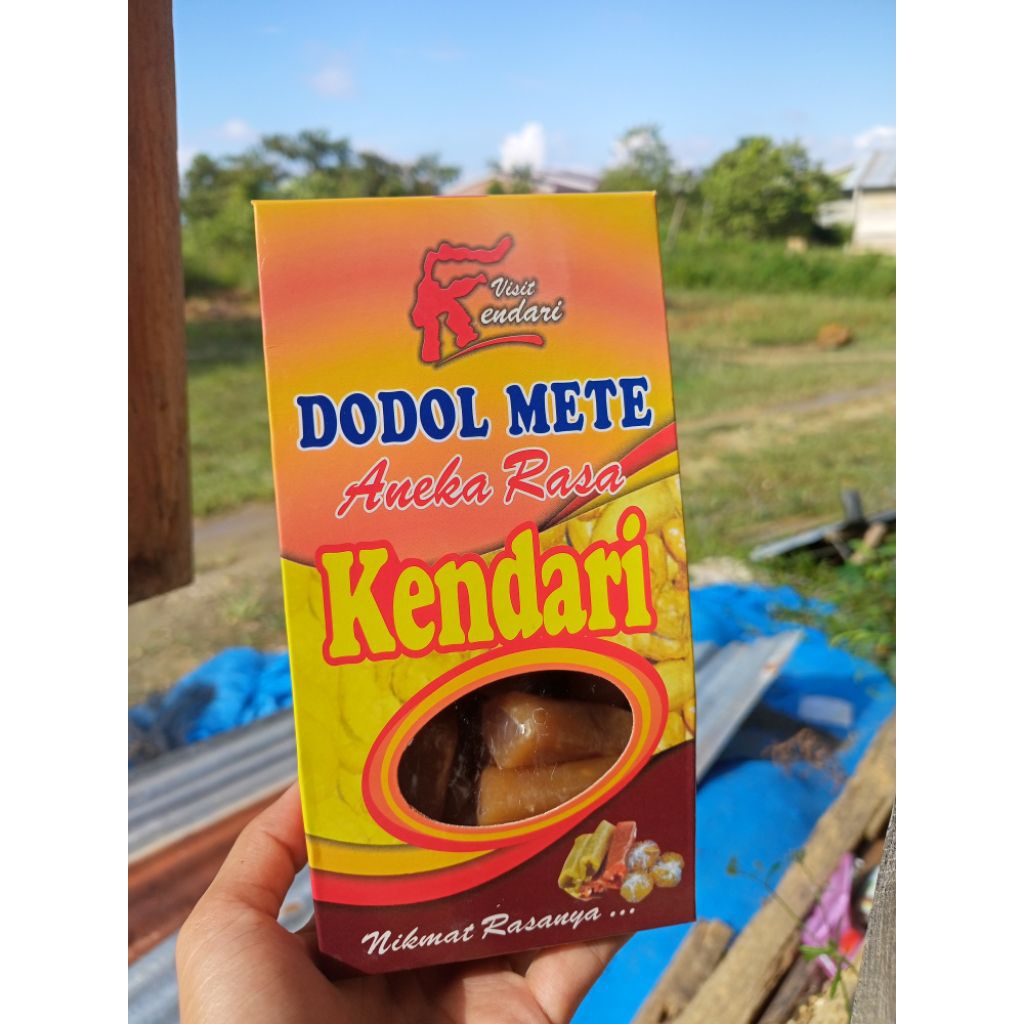 Visit
Kendari
DODOL METE
Aneka Rasa
Kendari
Nikmat Rasanya ...